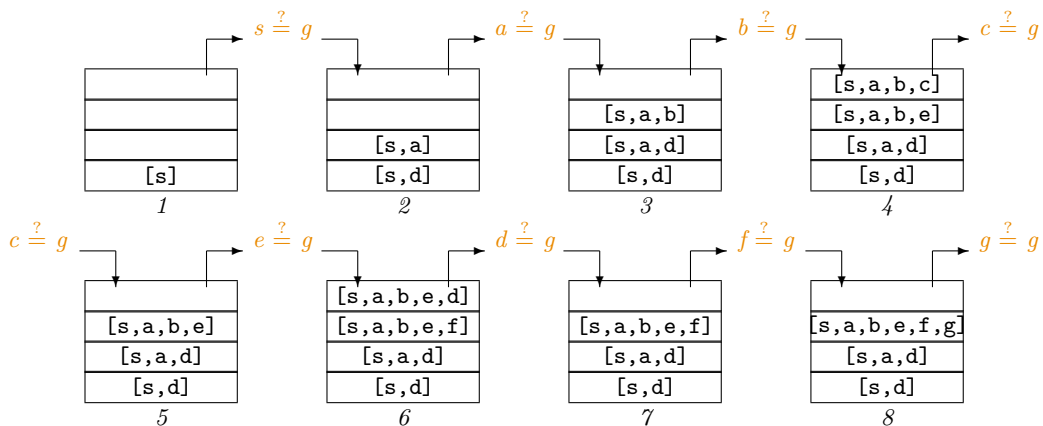 s ≟ g a ≟ g b ≟ g c ≟ g
[s,a,b,c]
[s,a,b] [s,a,b,e]
[s,a] [s,a,d] [s,a,d]
[s] [s,d] [s,d] [s,d]
1 2 3 4
c ≟ g e ≟ g d ≟ g f ≟ g g ≟ g
[s,a,b,e,d]
[s,a,b,e] [s,a,b,e,f] [s,a,b,e,f] [s,a,b,e,f,g]
[s,a,d] [s,a,d] [s,a,d] [s,a,d]
[s,d] [s,d] [s,d] [s,d]
5 6 7 8